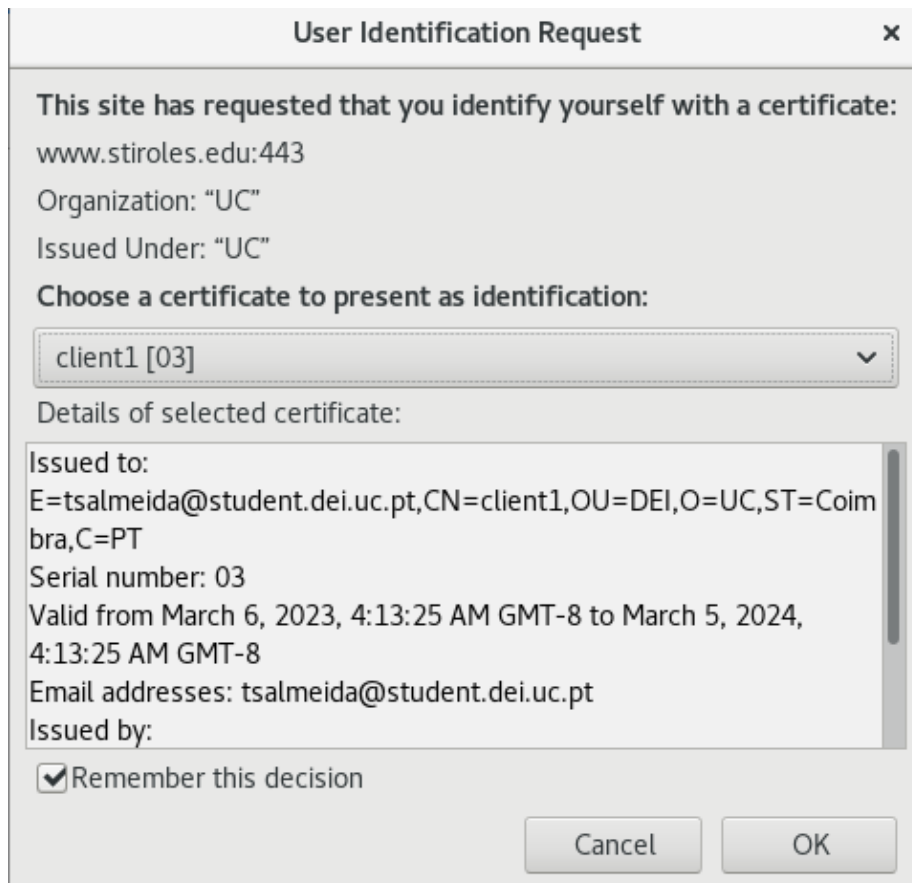 User Identification Request
This site has requested that you identify yourself with a certificate:
www.stiroles.edu:443
Organization: “UC”
Issued Under: “UC”
Choose a certificate to present as identification:
client1 [03]
Details of selected certificate:
Issued to:
E=tsalmeida@student.dei.uc.pt,CN=client1,OU=DEI,O=UC,ST=Coim
bra,C=PT
Serial number: 03
Valid from March 6, 2023, 4:13:25 AM GMT-8 to March 5, 2024,
4:13:25 AM GMT-8
Email addresses: tsalmeida@student.dei.uc.pt
Issued by:
Remember this decision
Cancel
OK